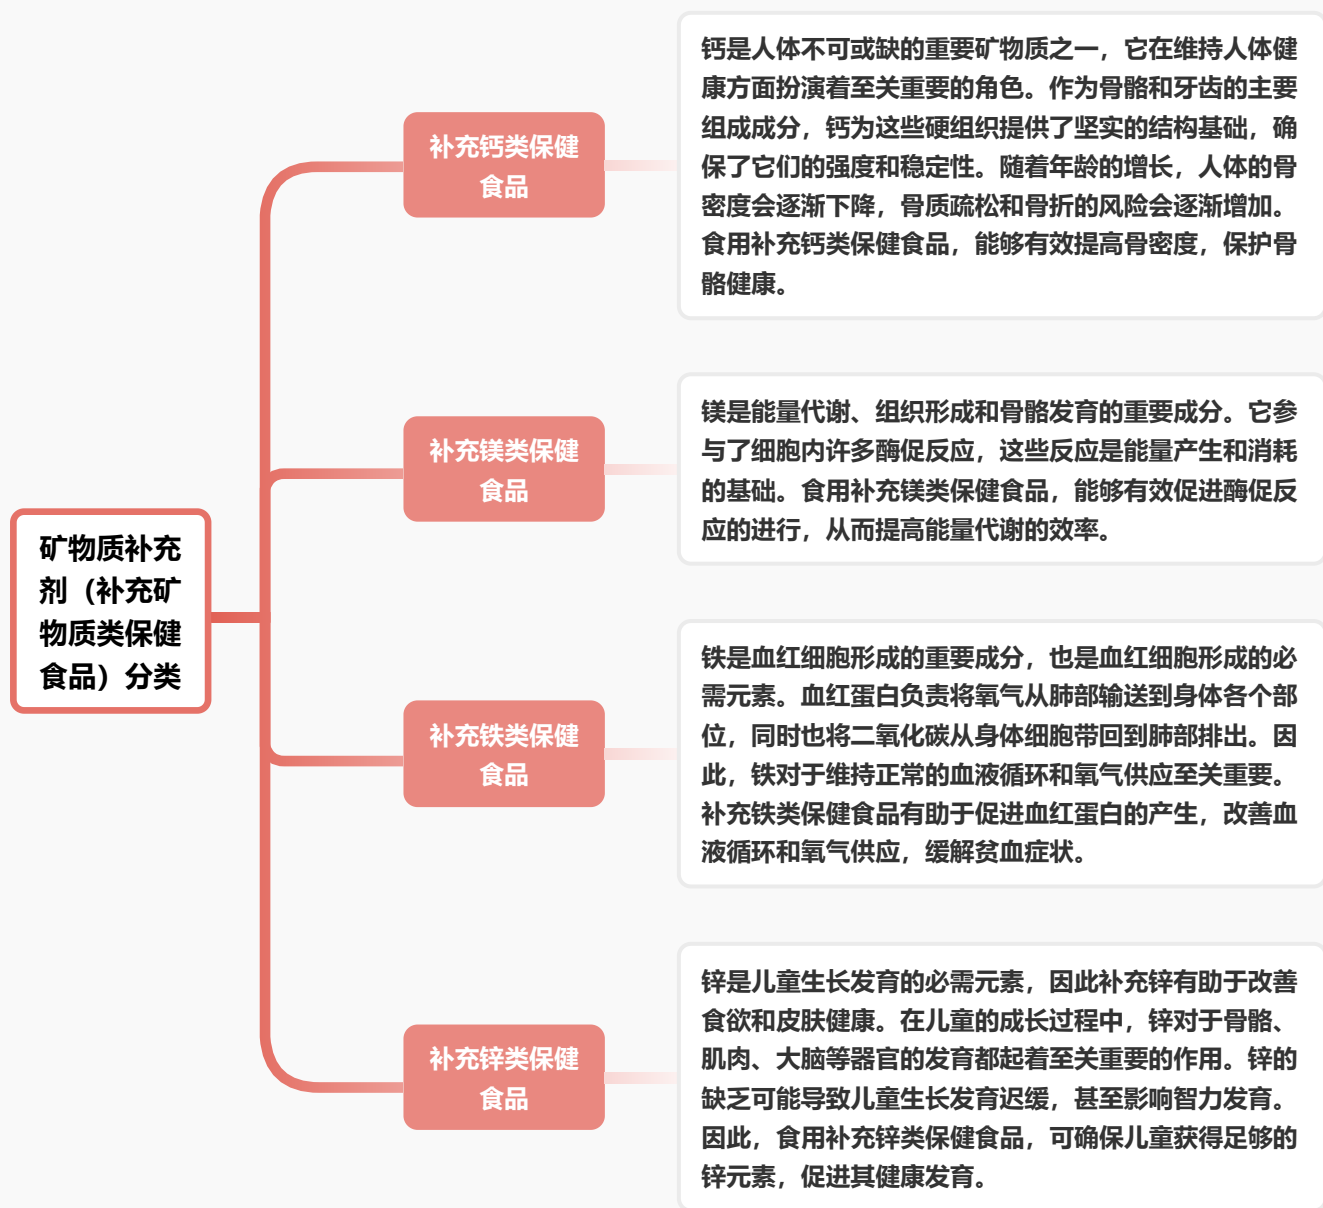 矿物质补充
剂（补充矿
物质类保健
食品）分类
补充钙类保健
食品
钙是人体不可或缺的重要矿物质之一，它在维持人体健
康方面扮演着至关重要的角色。作为骨骼和牙齿的主要
组成成分，钙为这些硬组织提供了坚实的结构基础，确
保了它们的强度和稳定性。随着年龄的增长，人体的骨
密度会逐渐下降，骨质疏松和骨折的风险会逐渐增加。
食用补充钙类保健食品，能够有效提高骨密度，保护骨
骼健康。
补充镁类保健
食品
镁是能量代谢、组织形成和骨骼发育的重要成分。它参
与了细胞内许多酶促反应，这些反应是能量产生和消耗
的基础。食用补充镁类保健食品，能够有效促进酶促反
应的进行，从而提高能量代谢的效率。
补充铁类保健
食品
铁是血红细胞形成的重要成分，也是血红细胞形成的必
需元素。血红蛋白负责将氧气从肺部输送到身体各个部
位，同时也将二氧化碳从身体细胞带回到肺部排出。因
此，铁对于维持正常的血液循环和氧气供应至关重要。
补充铁类保健食品有助于促进血红蛋白的产生，改善血
液循环和氧气供应，缓解贫血症状。
补充锌类保健
食品
锌是儿童生长发育的必需元素，因此补充锌有助于改善
食欲和皮肤健康。在儿童的成长过程中，锌对于骨骼、
肌肉、大脑等器官的发育都起着至关重要的作用。锌的
缺乏可能导致儿童生长发育迟缓，甚至影响智力发育。
因此，食用补充锌类保健食品，可确保儿童获得足够的
锌元素，促进其健康发育。